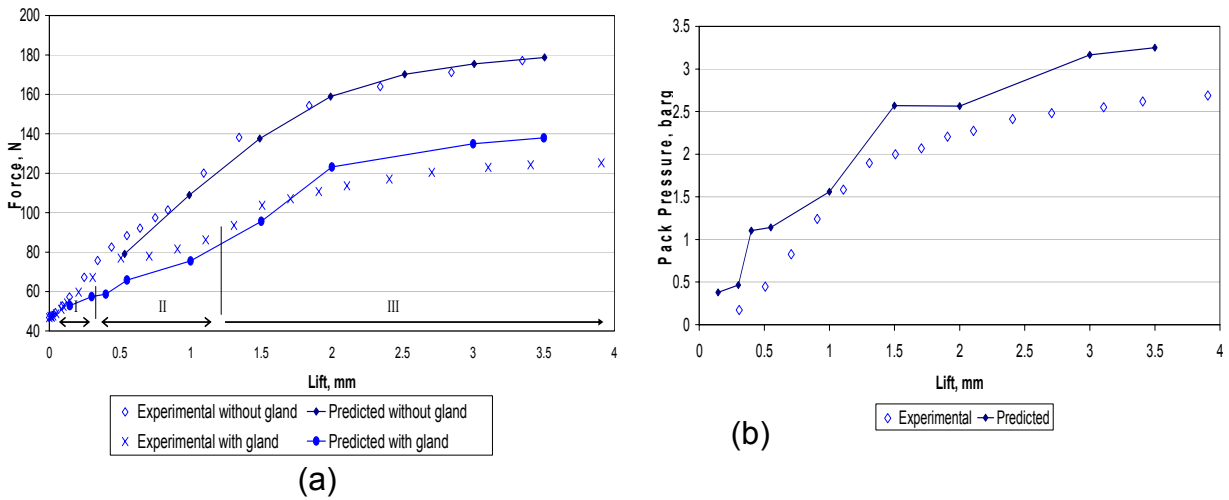 200
180
160
140
120
100
80
60
40
Force, N
I
II
III
0 0.5 1 1.5 2 2.5 3 3.5 4
Lift, mm
Experimental without gland Predicted without gland
Experimental with gland Predicted with gland
(a)
3.5
3
2.5
2
1.5
1
0.5
0
Pack Pressure, barg
0 0.5 1 1.5 2 2.5 3 3.5 4
Lift, mm
Experimental Predicted
(b)